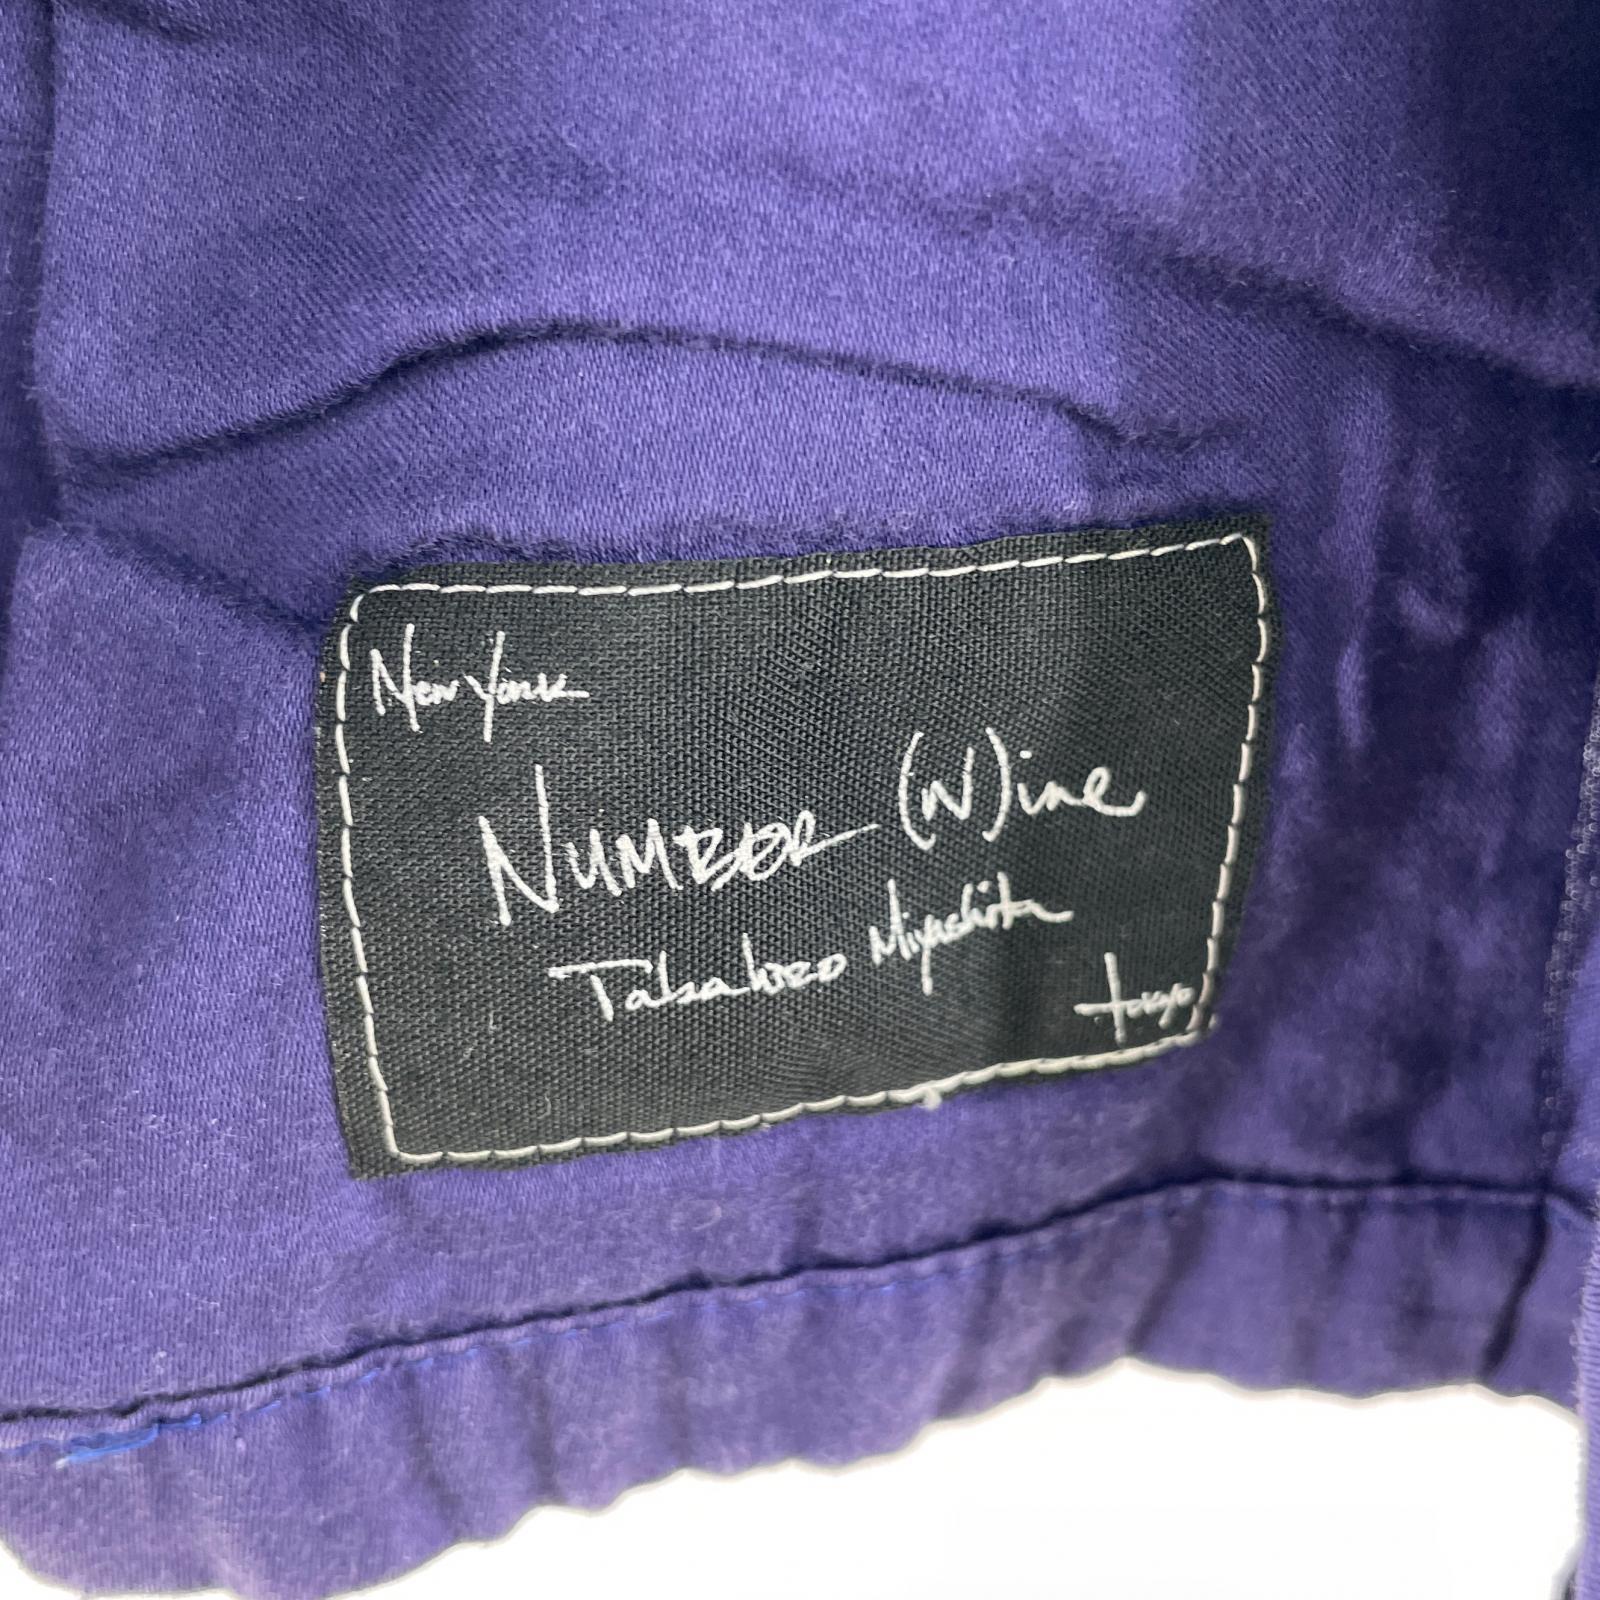 New York
NUMBER (N)ine
Takahiro Miyashita
tokyo